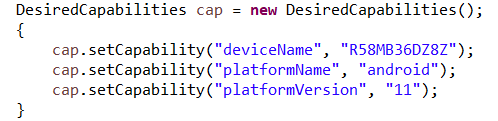 DesiredCapabilities cap = new DesiredCapabilities();
{
    cap.setCapability("deviceName", "R58MB36DZ8Z");
    cap.setCapability("platformName", "android");
    cap.setCapability("platformVersion", "11");
}